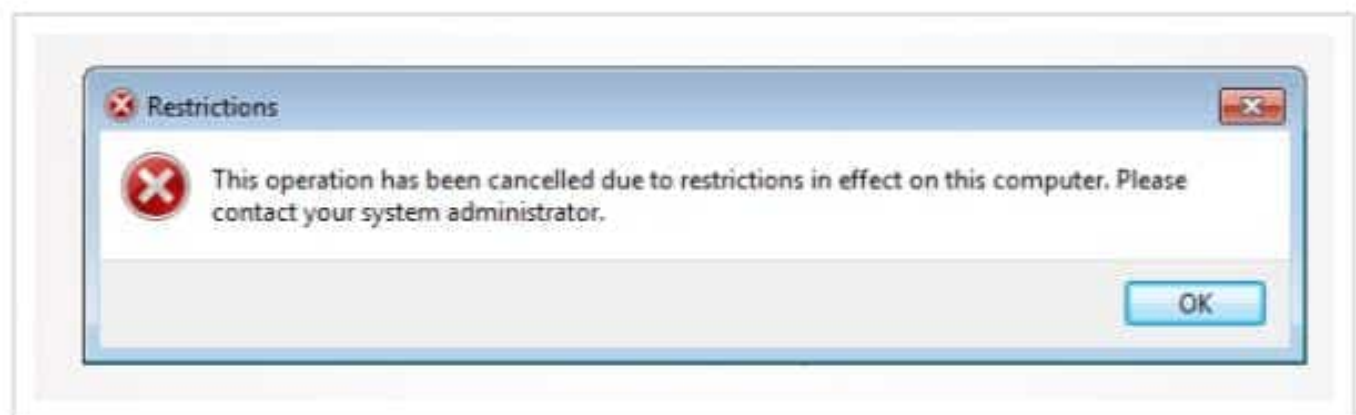 Restrictions
This operation has been cancelled due to restrictions in effect on this computer. Please
contact your system administrator.
OK